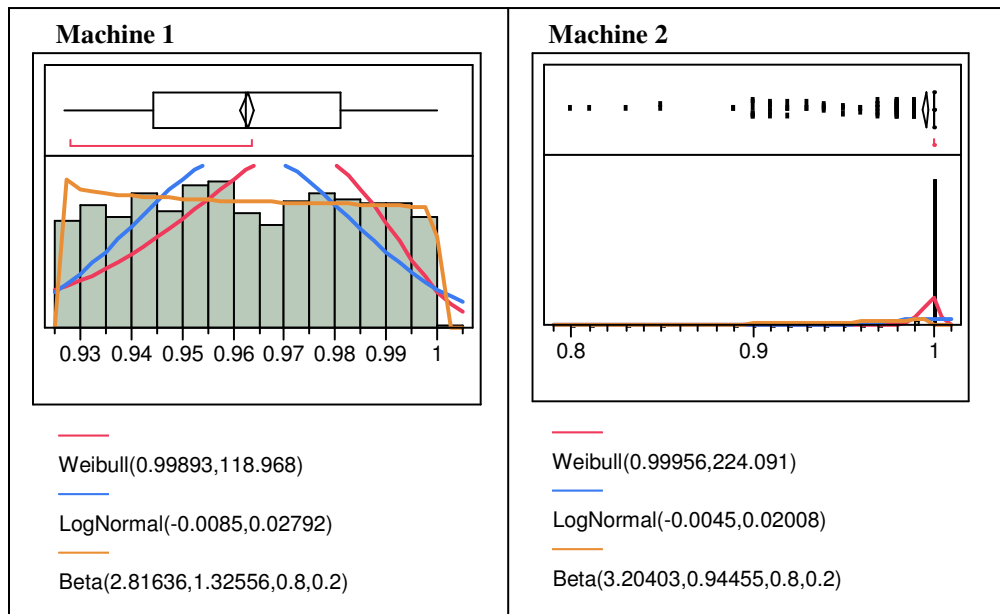 Machine 1
0.93 0.94 0.95 0.96 0.97 0.98 0.99 1
Weibull(0.99893,118.968)
LogNormal(-0.0085,0.02792)
Beta(2.81636,1.32556,0.8,0.2)
Machine 2
0.8 0.9 1
Weibull(0.99956,224.091)
LogNormal(-0.0045,0.02008)
Beta(3.20403,0.94455,0.8,0.2)